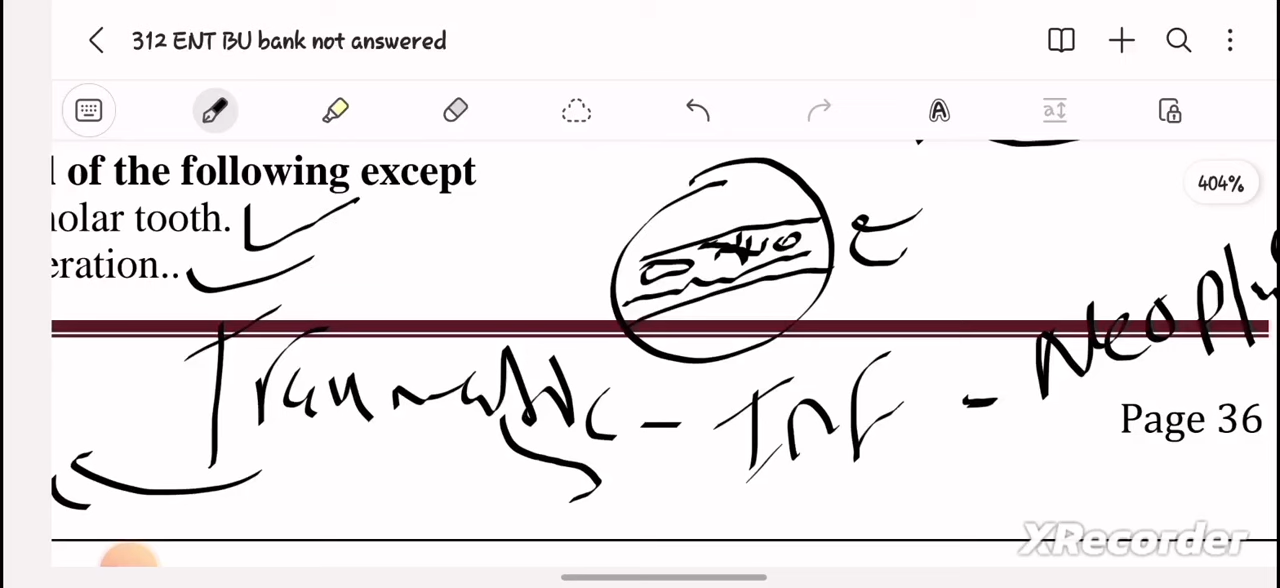 312 ENT BU bank not answered
404%
l of the following except
nolar tooth.
eration..
Traumatic - Inf - Neopl
Page 36
XRecorder